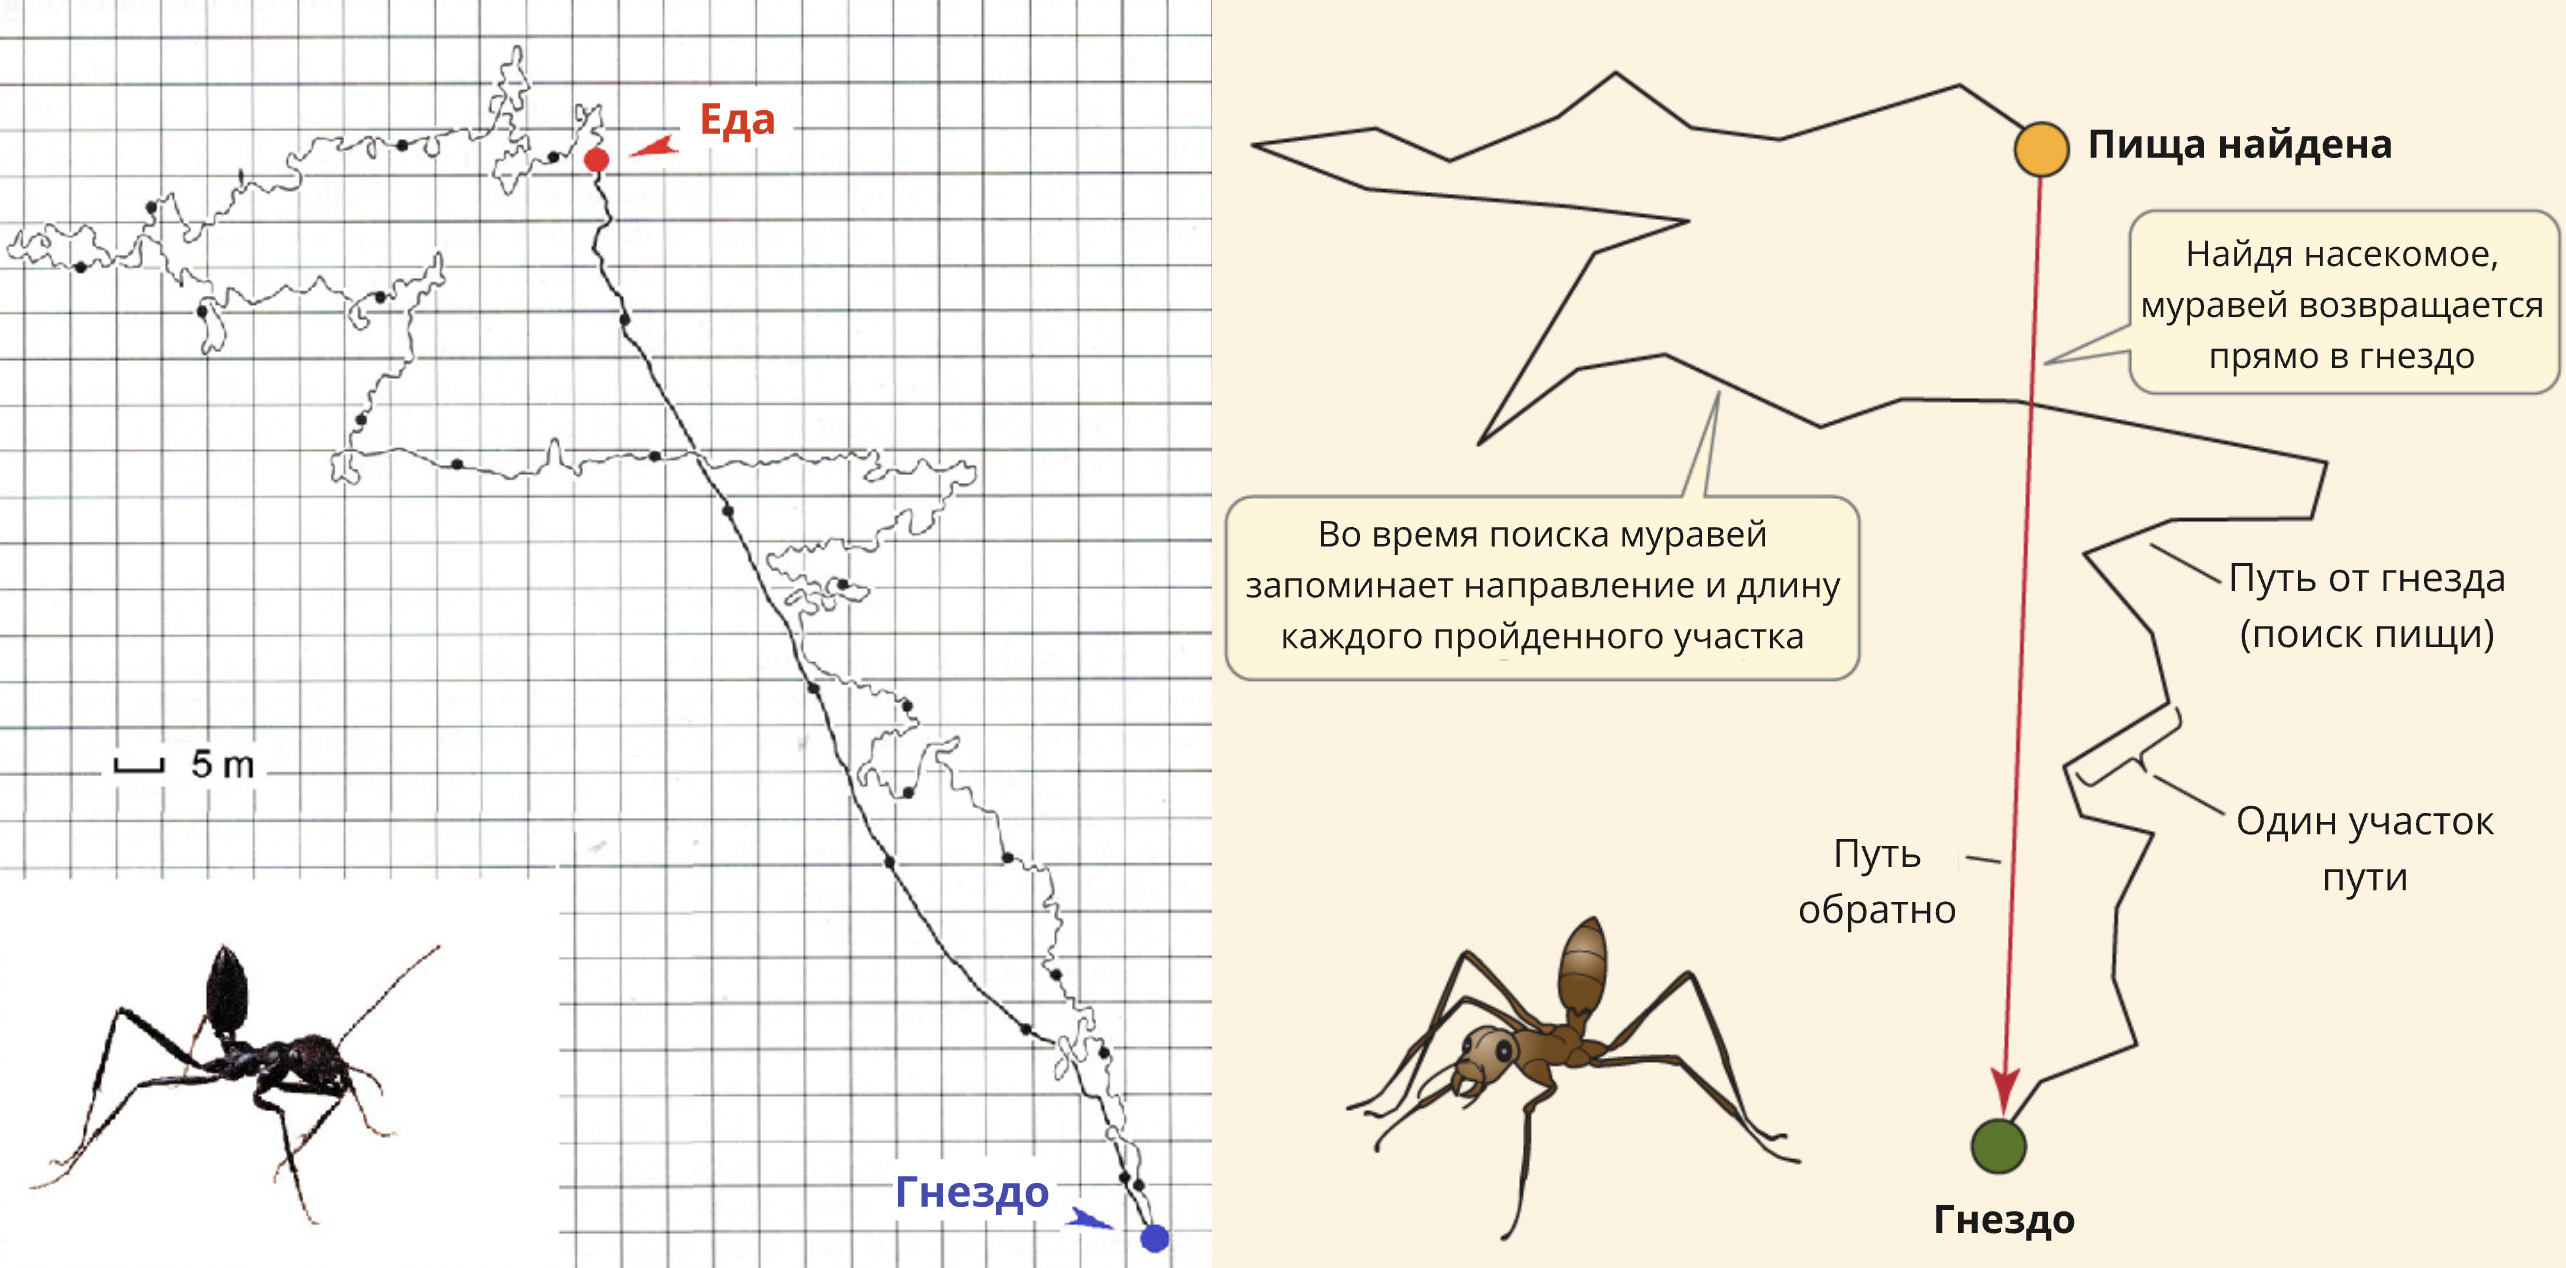 Еда
5 m
Гнездо
Пища найдена
Найдя насекомое,
муравей возвращается
прямо в гнездо
Во время поиска муравей
запоминает направление и длину
каждого пройденного участка
Путь от гнезда
(поиск пищи)
Один участок
пути
Путь
обратно
Гнездо